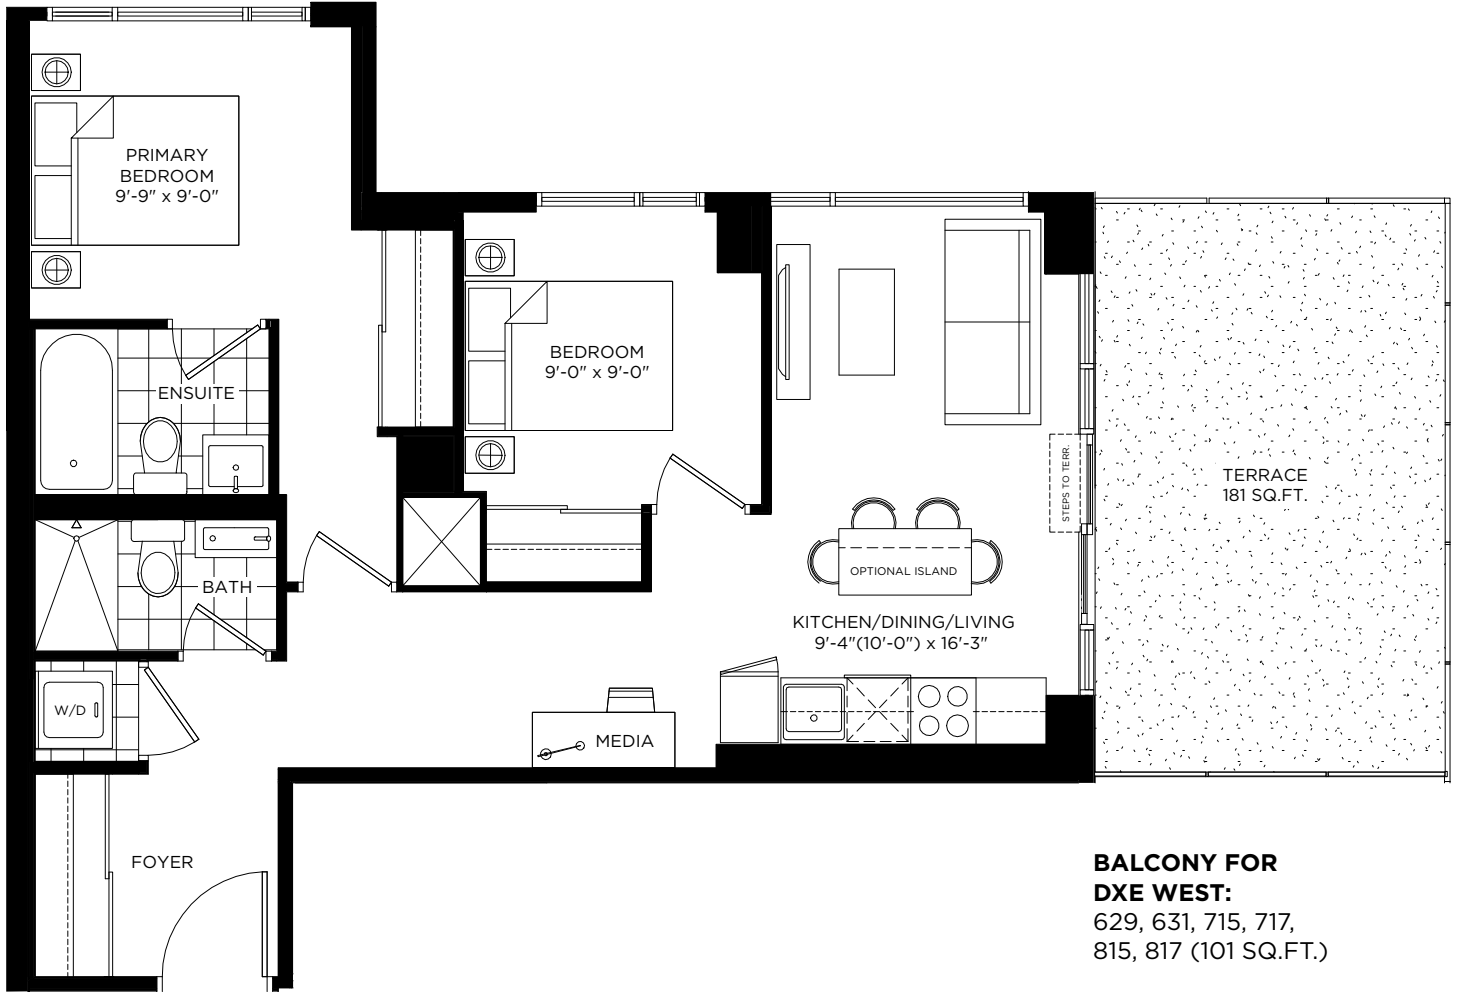 PRIMARY
BEDROOM
9'-9" x 9'-0"
BEDROOM
9'-0" x 9'-0"
ENSUITE
STEPS TO TERR.
TERRACE
181 SQ.FT.
OPTIONAL ISLAND
BATH
KITCHEN/DINING/LIVING
9'-4"(10'-0") x 16'-3"
W/D
MEDIA
FOYER
BALCONY FOR
DXE WEST:
629, 631, 715, 717,
815, 817 (101 SQ.FT.)